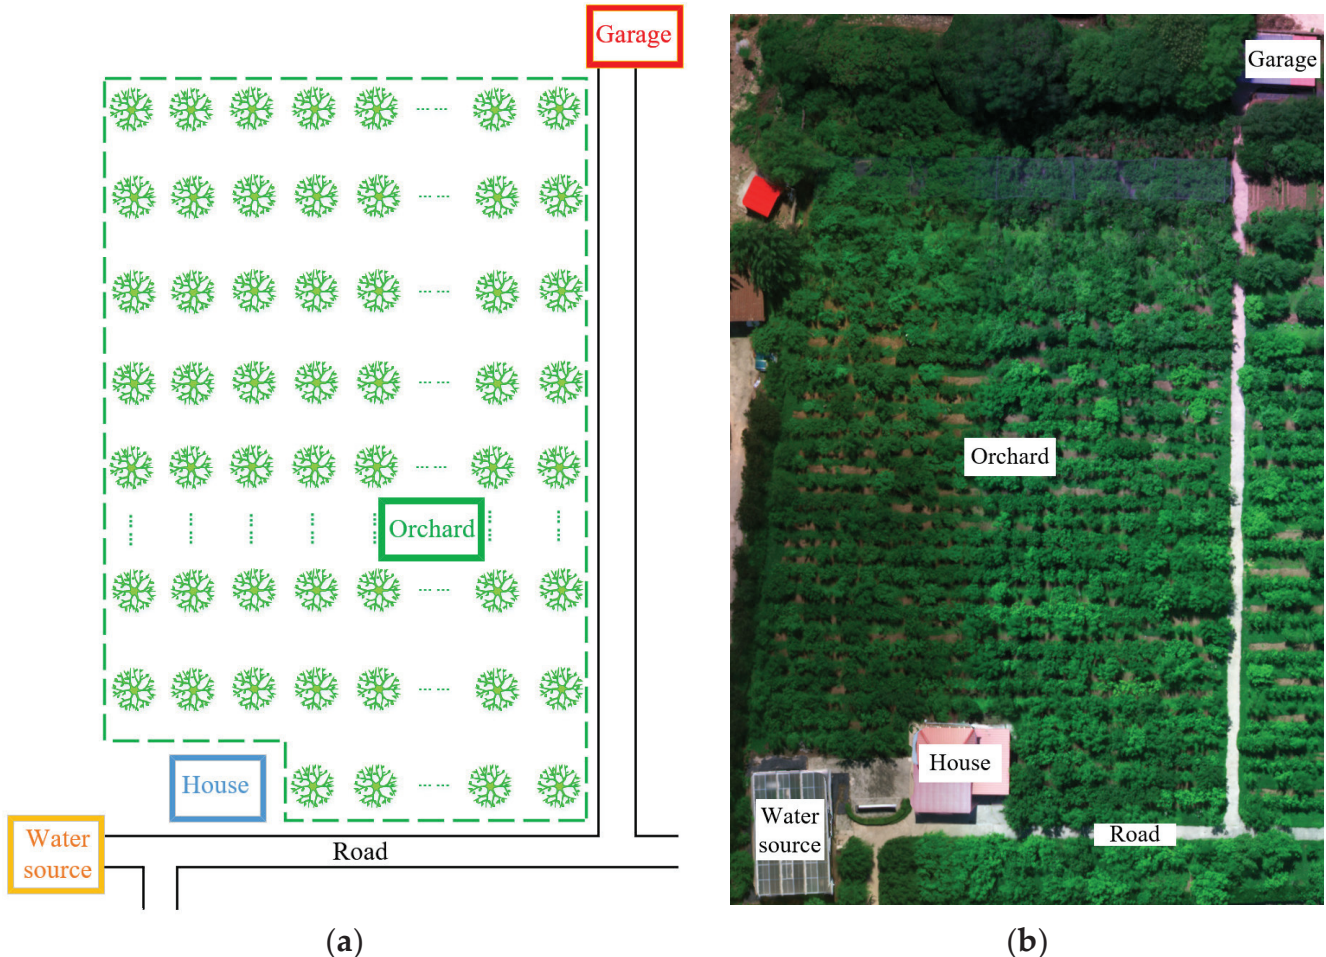 Garage
Orchard
House
Water
source
Road
(a)
Garage
Orchard
House
Water
source
Road
(b)